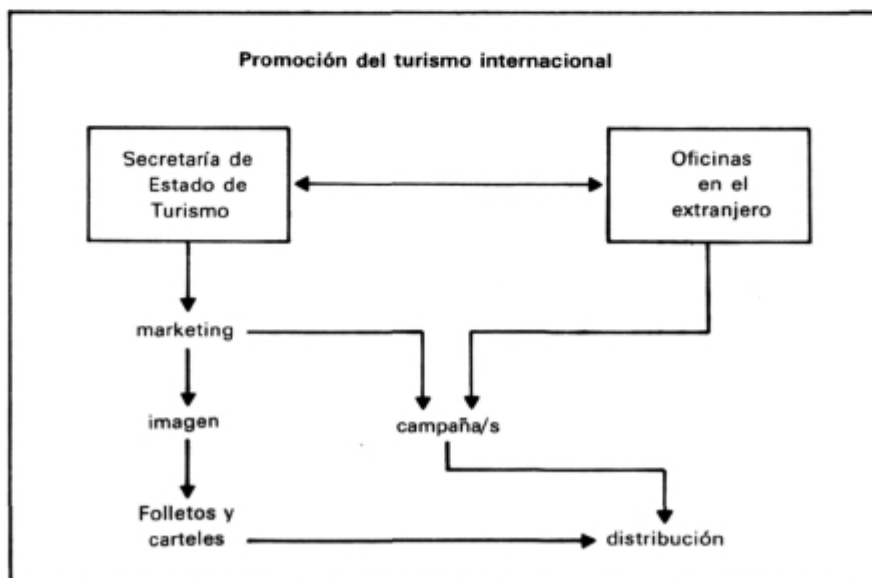 Promoción del turismo internacional
Secretaría de
Estado de
Turismo
Oficinas
en el
extranjero
marketing
imagen
campaña/s
Folletos y
carteles
distribución